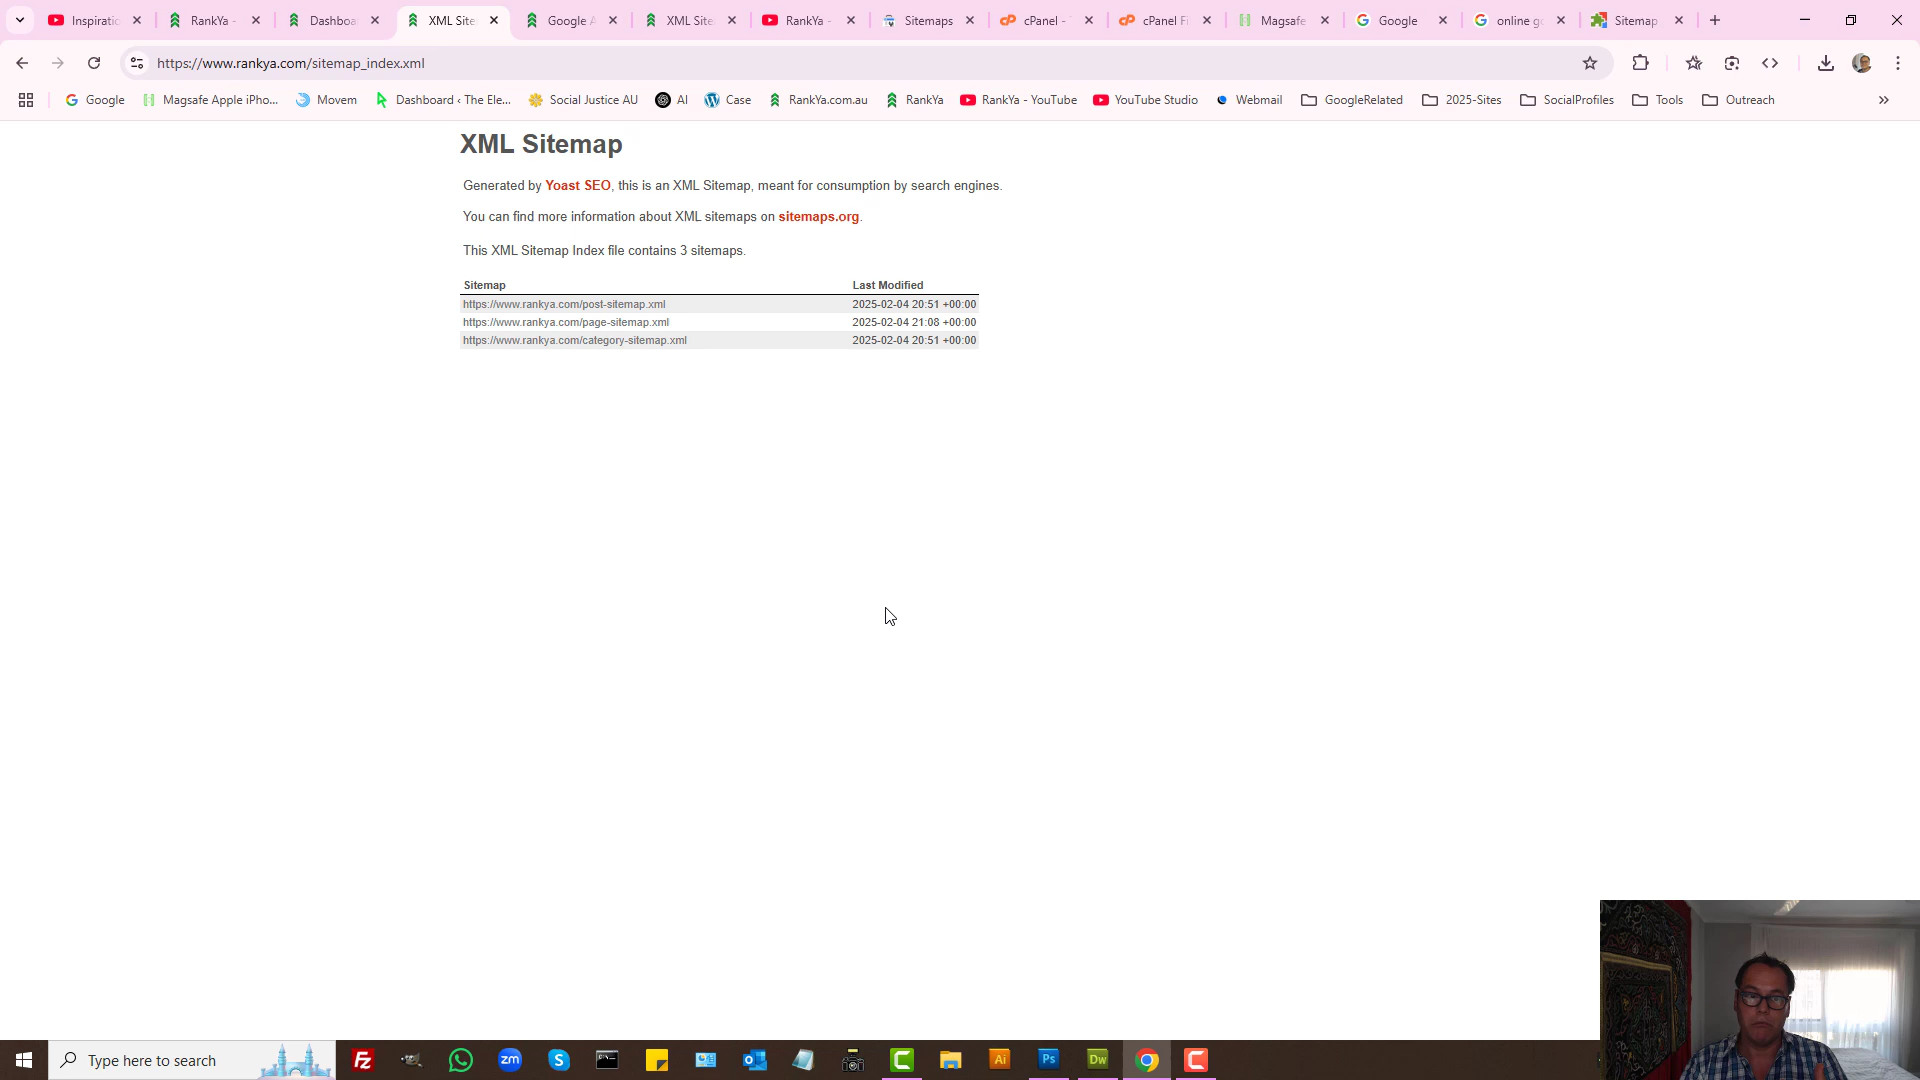 Inspirati
RankYa -
Dashboa
XML Site
Google A
XML Site
RankYa -
Sitemaps
cPanel -
cPanel Fi
Magsafe
Google
online go
Sitemap
https://www.rankya.com/sitemap_index.xml
Google
Magsafe Apple iPho...
Movem
Dashboard ‹ The Ele...
Social Justice AU
AI
Case
RankYa.com.au
RankYa
RankYa - YouTube
YouTube Studio
Webmail
GoogleRelated
2025-Sites
SocialProfiles
Tools
Outreach
XML Sitemap
Generated by Yoast SEO, this is an XML Sitemap, meant for consumption by search engines.
You can find more information about XML sitemaps on sitemaps.org.
This XML Sitemap Index file contains 3 sitemaps.
Sitemap Last Modified
https://www.rankya.com/post-sitemap.xml 2025-02-04 20:51 +00:00
https://www.rankya.com/page-sitemap.xml 2025-02-04 21:08 +00:00
https://www.rankya.com/category-sitemap.xml 2025-02-04 20:51 +00:00
Type here to search
Fz
zm
S
C
Ai
Ps
Dw
C